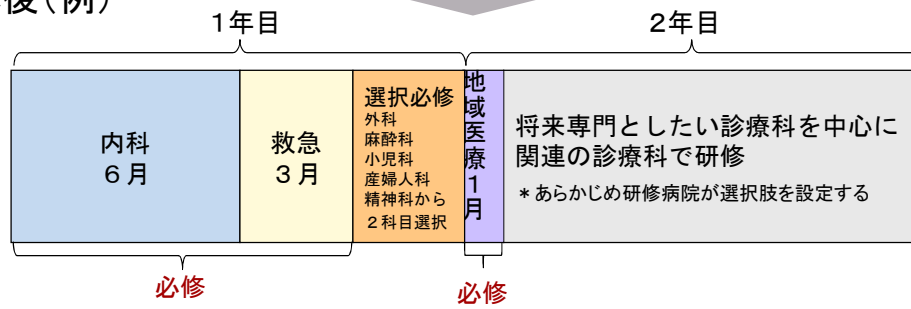 後(例)
1年目
2年目
内科
6月
救急
3月
選択必修
外科
麻酔科
小児科
産婦人科
精神科から
2科目選択
地域医療1月
将来専門としたい診療科を中心に
関連の診療科で研修
*あらかじめ研修病院が選択肢を設定する
必修
必修